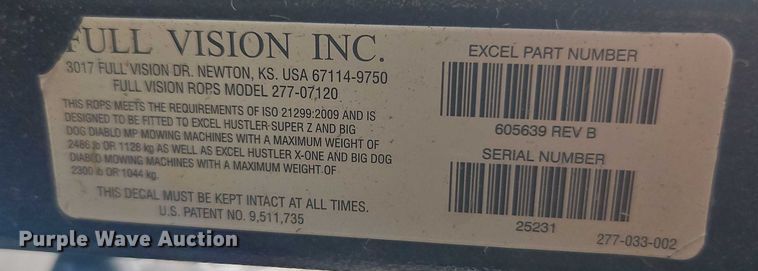 FULL VISION INC.
3017 FULL VISION DR. NEWTON, KS. USA 67114-9750
FULL VISION ROPS MODEL 277-07120
THIS ROPS MEETS THE REQUIREMENTS OF ISO 21299:2009 AND IS
DESIGNED TO BE FITTED TO EXCEL HUSTLER SUPER Z AND BIG
DOG DIABLO MP MOWING MACHINES WITH A MAXIMUM WEIGHT OF
2486 lb OR 1128 kg AS WELL AS EXCEL HUSTLER X-ONE AND BIG DOG
DIABLO MOWING MACHINES WITH A MAXIMUM WEIGHT OF
2300 lb OR 1044 kg.
THIS DECAL MUST BE KEPT INTACT AT ALL TIMES.
U.S. PATENT NO. 9,511,735
EXCEL PART NUMBER
605639 REV B
SERIAL NUMBER
25231
277-033-002
Purple Wave Auction